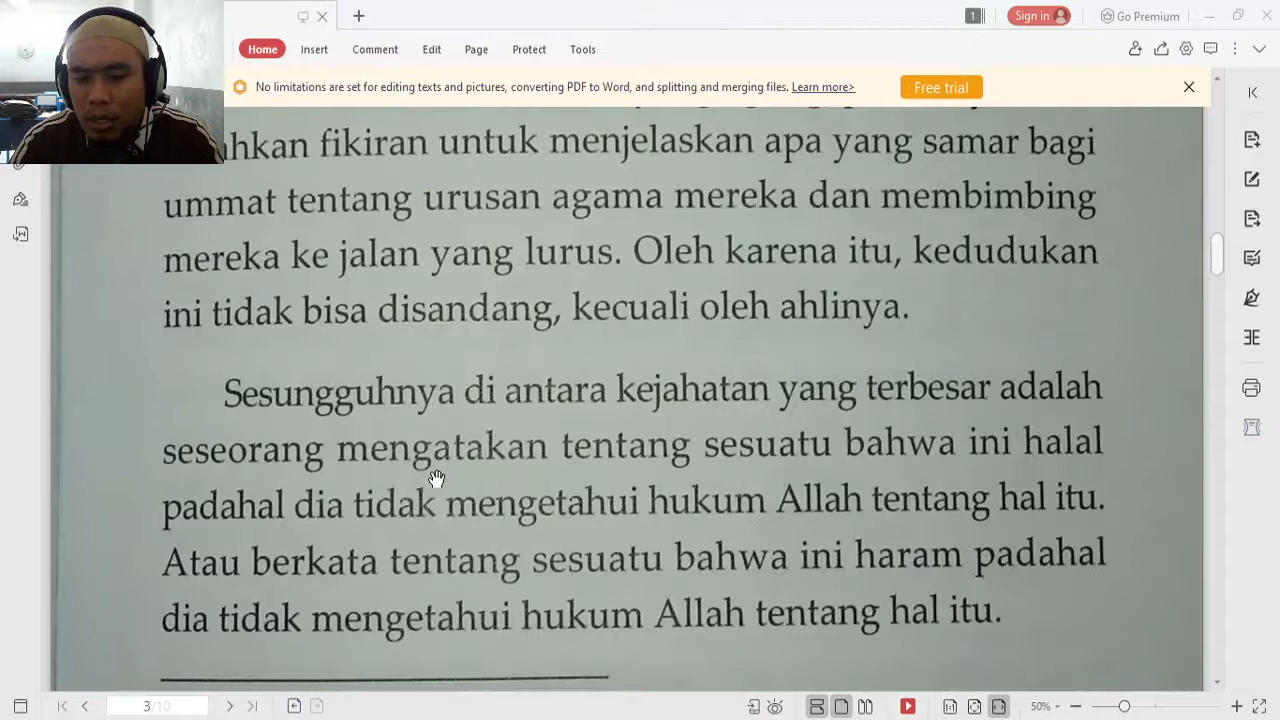 1
Sign in
Go Premium
Home
Insert
Comment
Edit
Page
Protect
Tools
No limitations are set for editing texts and pictures, converting PDF to Word, and splitting and merging files. Learn more>
Free trial
fikiran untuk menjelaskan apa yang samar bagi
ummat tentang urusan agama mereka dan membimbing
mereka ke jalan yang lurus. Oleh karena itu, kedudukan
ini tidak bisa disandang, kecuali oleh ahlinya.
Sesungguhnya di antara kejahatan yang terbesar adalah
seseorang mengatakan tentang sesuatu bahwa ini halal
padahal dia tidak mengetahui hukum Allah tentang hal itu.
Atau berkata tentang sesuatu bahwa ini haram padahal
dia tidak mengetahui hukum Allah tentang hal itu.
3/10
50%